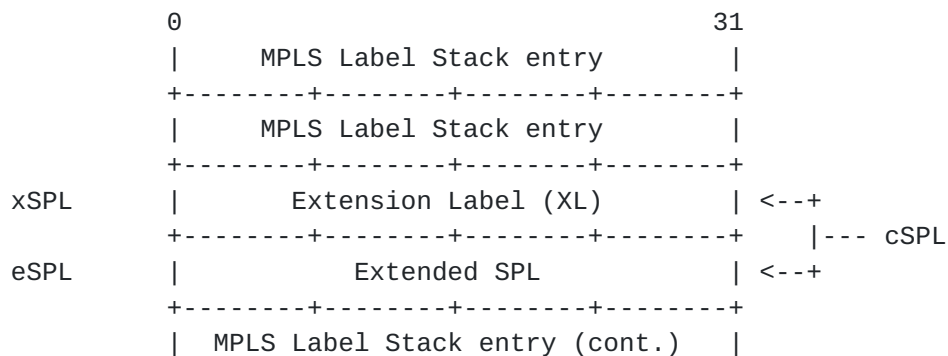 0                                  31
|     MPLS Label Stack entry       |
+--------+--------+--------+--------+
|     MPLS Label Stack entry       |
+--------+--------+--------+--------+
xSPL      |       Extension Label (XL)        | <--+
+--------+--------+--------+--------+    |--- cSPL
eSPL      |           Extended SPL            | <--+
+--------+--------+--------+--------+
|  MPLS Label Stack entry (cont.)  |